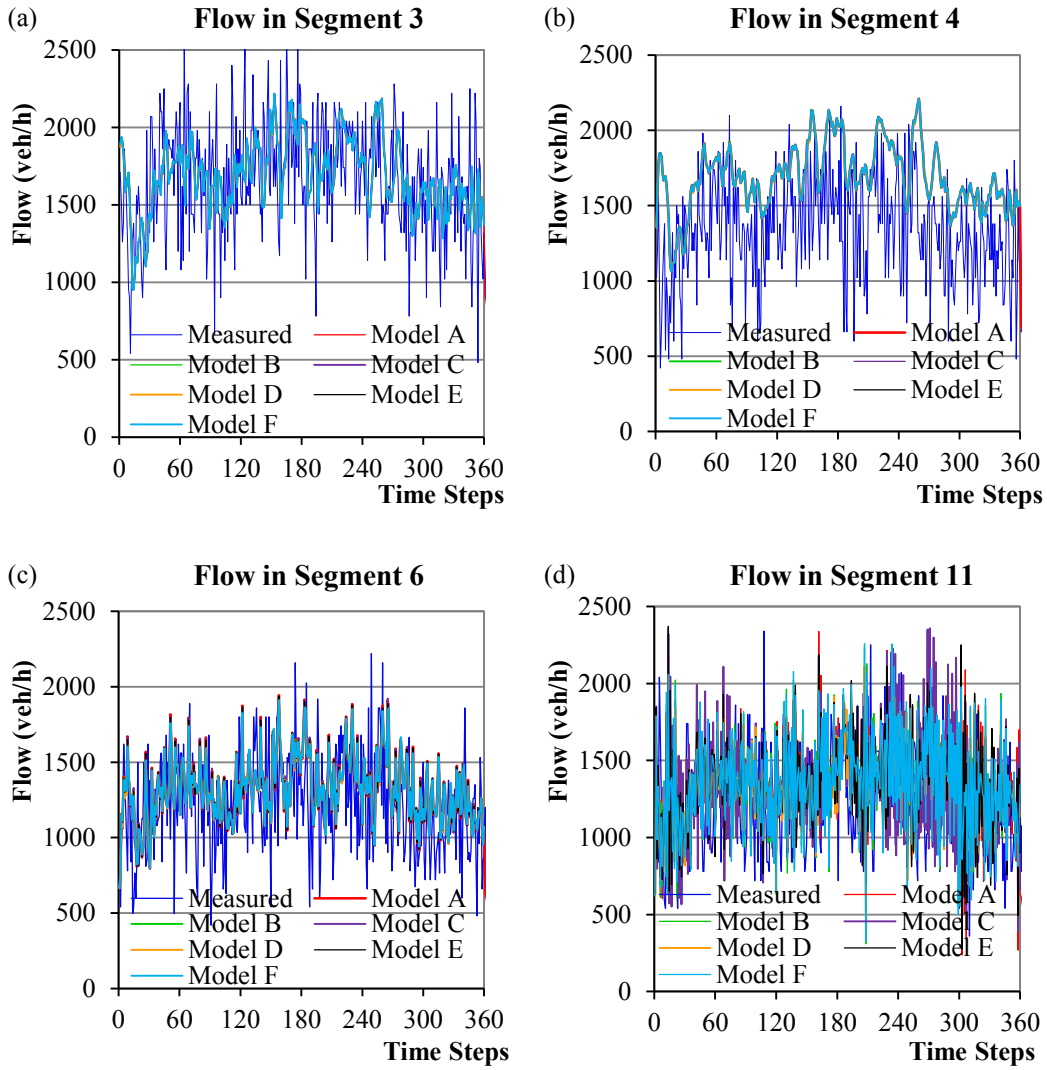 (a) Flow in Segment 3
Flow (veh/h)
2500
2000
1500
1000
500
0
Measured Model A
Model B Model C
Model D Model E
Model F
0 60 120 180 240 300 360
Time Steps
(b) Flow in Segment 4
Flow (veh/h)
2500
2000
1500
1000
500
0
Measured Model A
Model B Model C
Model D Model E
Model F
0 60 120 180 240 300 360
Time Steps
(c) Flow in Segment 6
Flow (veh/h)
2500
2000
1500
1000
500
0
Measured Model A
Model B Model C
Model D Model E
Model F
0 60 120 180 240 300 360
Time Steps
(d) Flow in Segment 11
Flow (veh/h)
2500
2000
1500
1000
500
0
Measured Model A
Model B Model C
Model D Model E
Model F
0 60 120 180 240 300 360
Time Steps